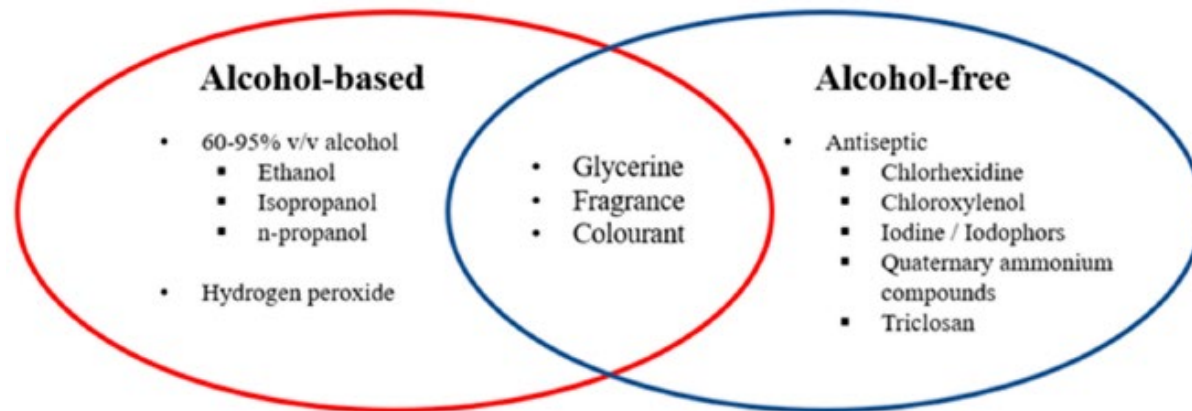 Alcohol-based
• 60-95% v/v alcohol
▪ Ethanol
▪ Isopropanol
▪ n-propanol
• Hydrogen peroxide
• Glycerine
• Fragrance
• Colourant
Alcohol-free
• Antiseptic
▪ Chlorhexidine
▪ Chloroxylenol
▪ Iodine / Iodophors
▪ Quaternary ammonium
compounds
▪ Triclosan